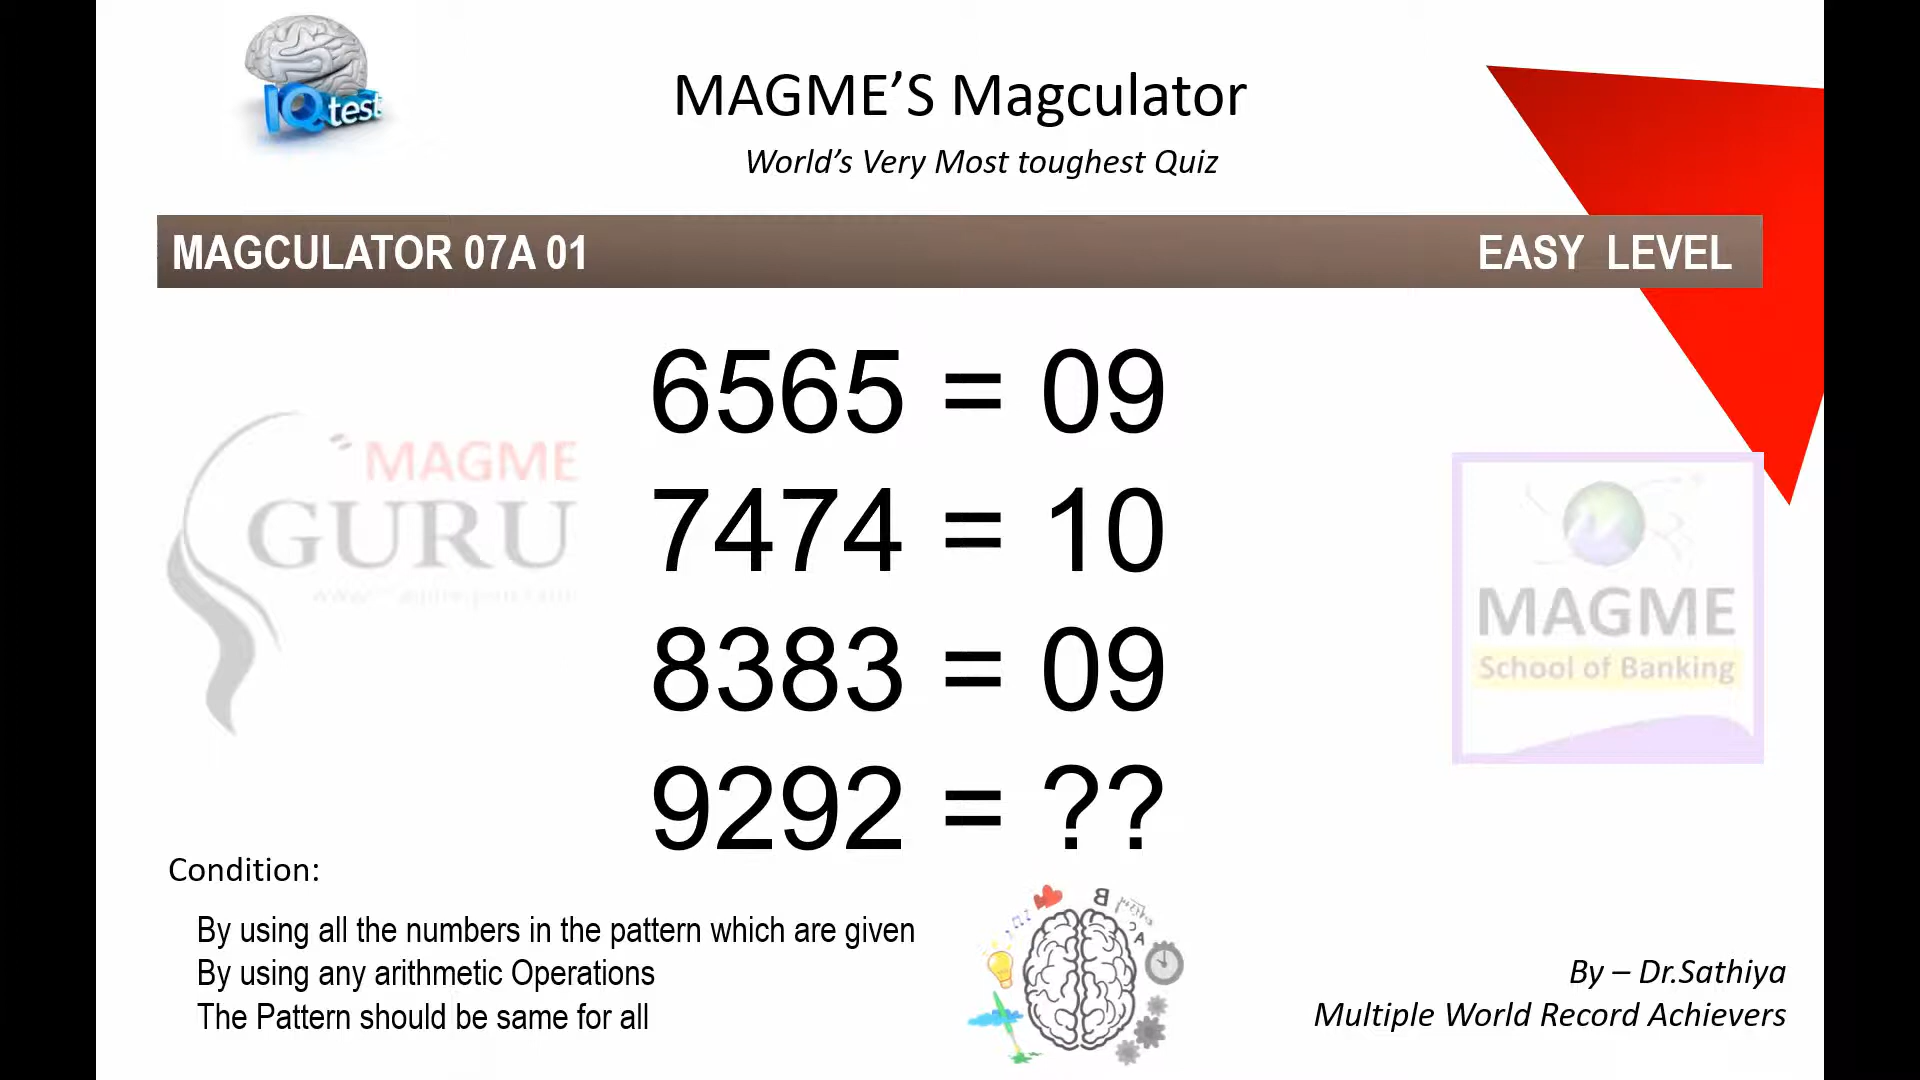 IQtest
MAGME’S Magculator
World’s Very Most toughest Quiz
MAGCULATOR 07A 01 EASY LEVEL
6565 = 09
7474 = 10
8383 = 09
9292 = ??
MAGME
GURU
MAGME
School of Banking
Condition:
By using all the numbers in the pattern which are given
By using any arithmetic Operations
The Pattern should be same for all
By – Dr.Sathiya
Multiple World Record Achievers